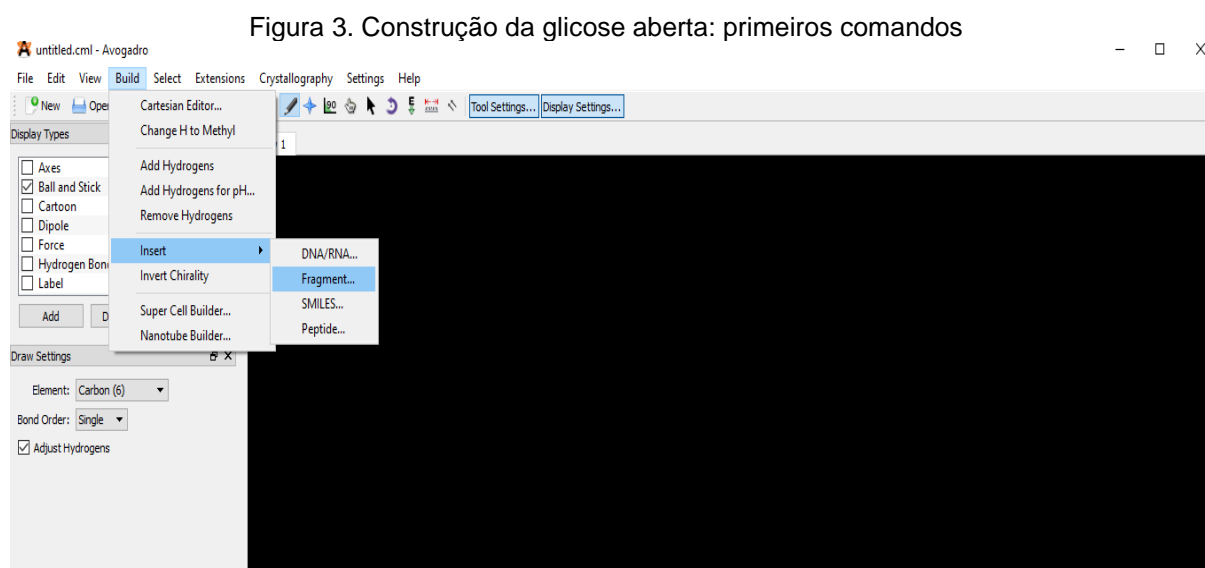 Figura 3. Construção da glicose aberta: primeiros comandos
untitled.cml - Avogadro
File Edit View Build Select Extensions Crystallography Settings Help
New Tool Settings... Display Settings...
Display Types
1
Axes
Ball and Stick
Cartoon
Dipole
Force
Label
Add
Cartesian Editor...
Change H to Methyl
Add Hydrogens
Add Hydrogens for pH...
Remove Hydrogens
Insert
Invert Chirality
Super Cell Builder...
Nanotube Builder...
DNA/RNA...
Fragment...
SMILES...
Peptide...
Draw Settings
Element: Carbon (6)
Bond Order: Single
Adjust Hydrogens